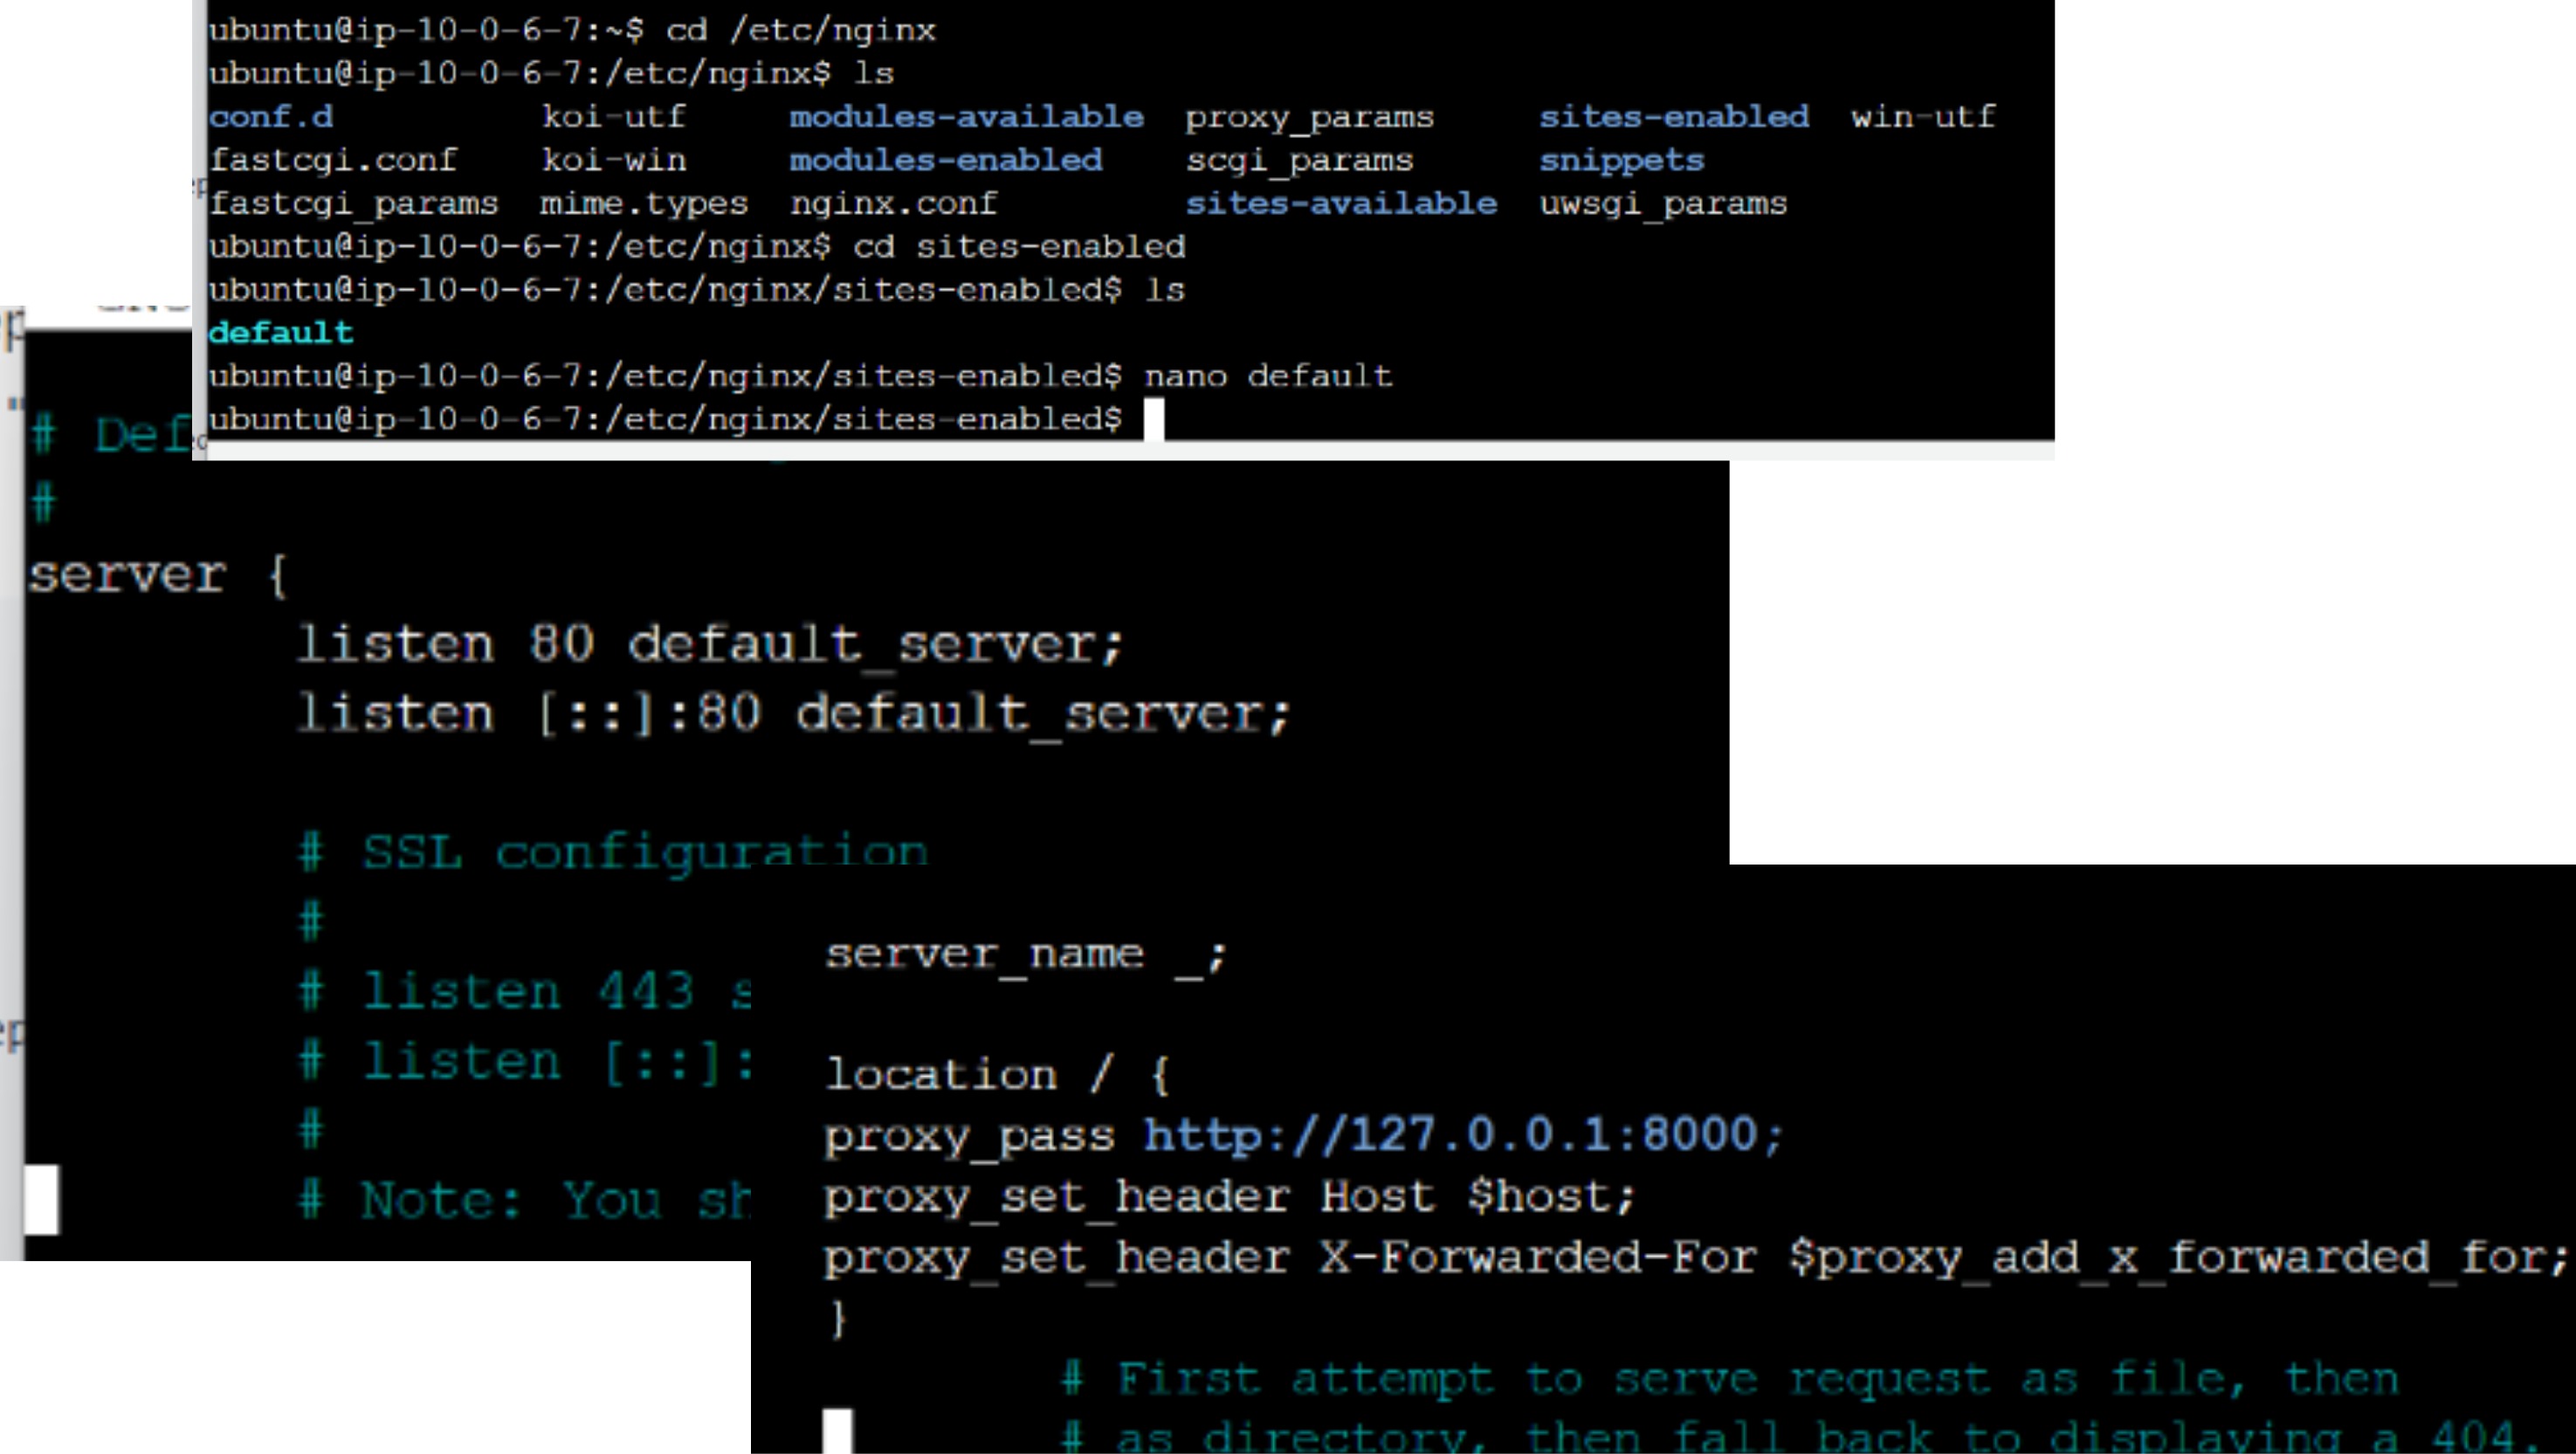 ubuntu@ip-10-0-6-7:~$ cd /etc/nginx
ubuntu@ip-10-0-6-7:/etc/nginx$ ls
conf.d koi-utf modules-available proxy_params sites-enabled win-utf
fastcgi.conf koi-win modules-enabled scgi_params snippets
fastcgi_params mime.types nginx.conf sites-available uwsgi_params
ubuntu@ip-10-0-6-7:/etc/nginx$ cd sites-enabled
ubuntu@ip-10-0-6-7:/etc/nginx/sites-enabled$ ls
default
ubuntu@ip-10-0-6-7:/etc/nginx/sites-enabled$ nano default
ubuntu@ip-10-0-6-7:/etc/nginx/sites-enabled$
# Def
#
server {
listen 80 default_server;
listen [::]:80 default_server;
# SSL configuration
#
# listen 443 s
# listen [::]:
#
# Note: You sh
server_name _;
location / {
proxy_pass http://127.0.0.1:8000;
proxy_set_header Host $host;
proxy_set_header X-Forwarded-For $proxy_add_x_forwarded_for;
}
# First attempt to serve request as file, then
# as directory, then fall back to displaying a 404.